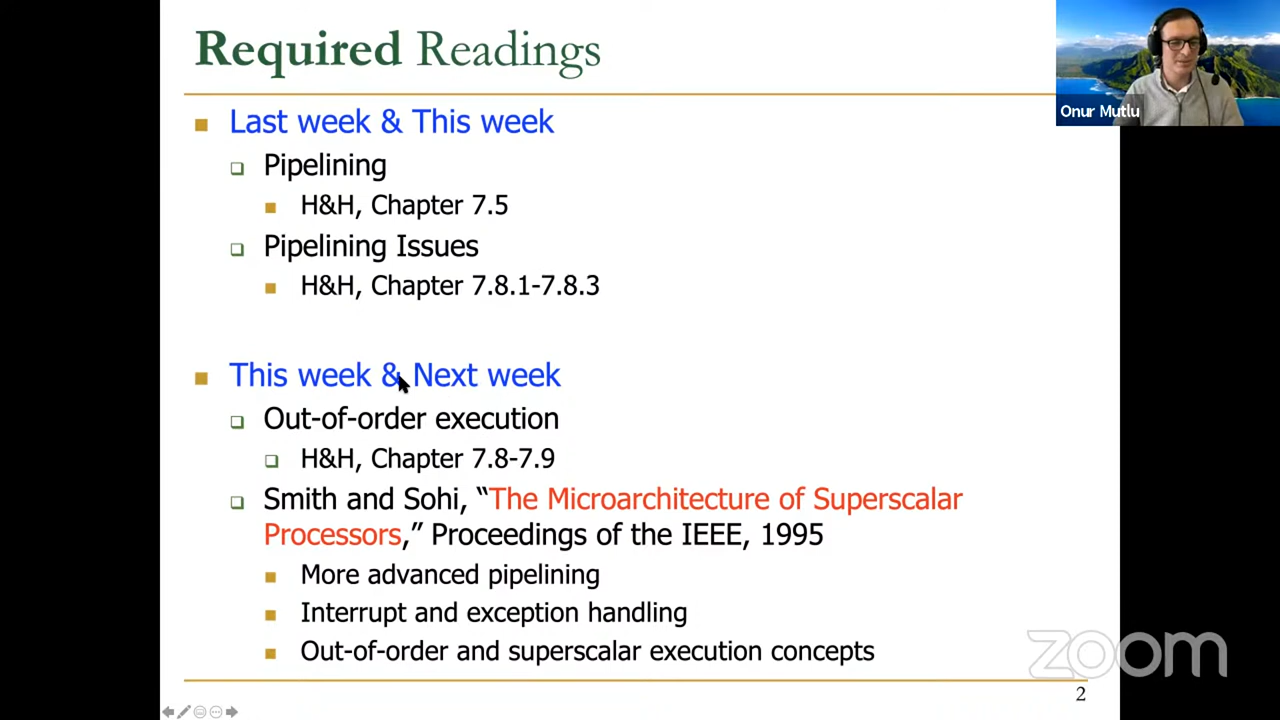 Required Readings
Onur Mutlu
Last week & This week
Pipelining
H&H, Chapter 7.5
Pipelining Issues
H&H, Chapter 7.8.1-7.8.3
This week & Next week
Out-of-order execution
H&H, Chapter 7.8-7.9
Smith and Sohi, “The Microarchitecture of Superscalar
Processors,” Proceedings of the IEEE, 1995
More advanced pipelining
Interrupt and exception handling
Out-of-order and superscalar execution concepts
zoom
2